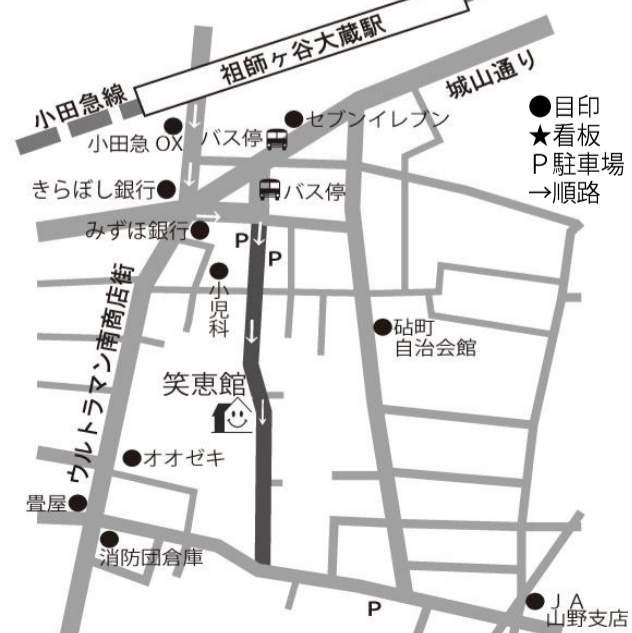 祖師ヶ谷大蔵駅
小田急線
城山通り
●目印
★看板
P駐車場
→順路
セブンイレブン
小田急OX
バス停
きらぼし銀行
バス停
みずほ銀行
P
P
小児科
ウルトラマン南商店街
砧町
自治会館
笑恵館
オオゼキ
畳屋
消防団倉庫
P
JA
山野支店